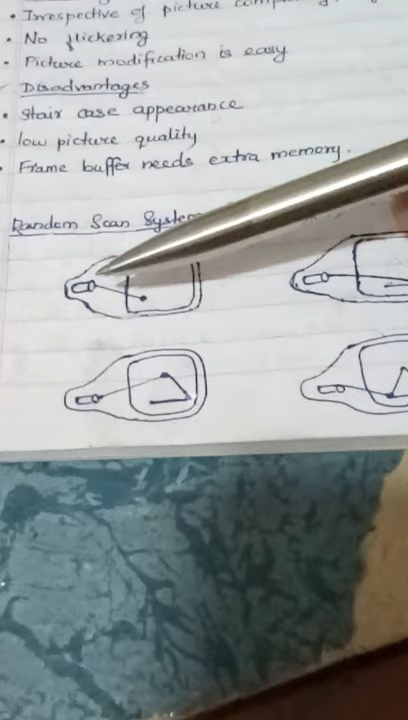 • Irrespective of picture
• No flickering
• Picture modification is easy
Disadvantages
• Stair case appearance
• low picture quality
• Frame buffer needs extra memory.
Random Scan System